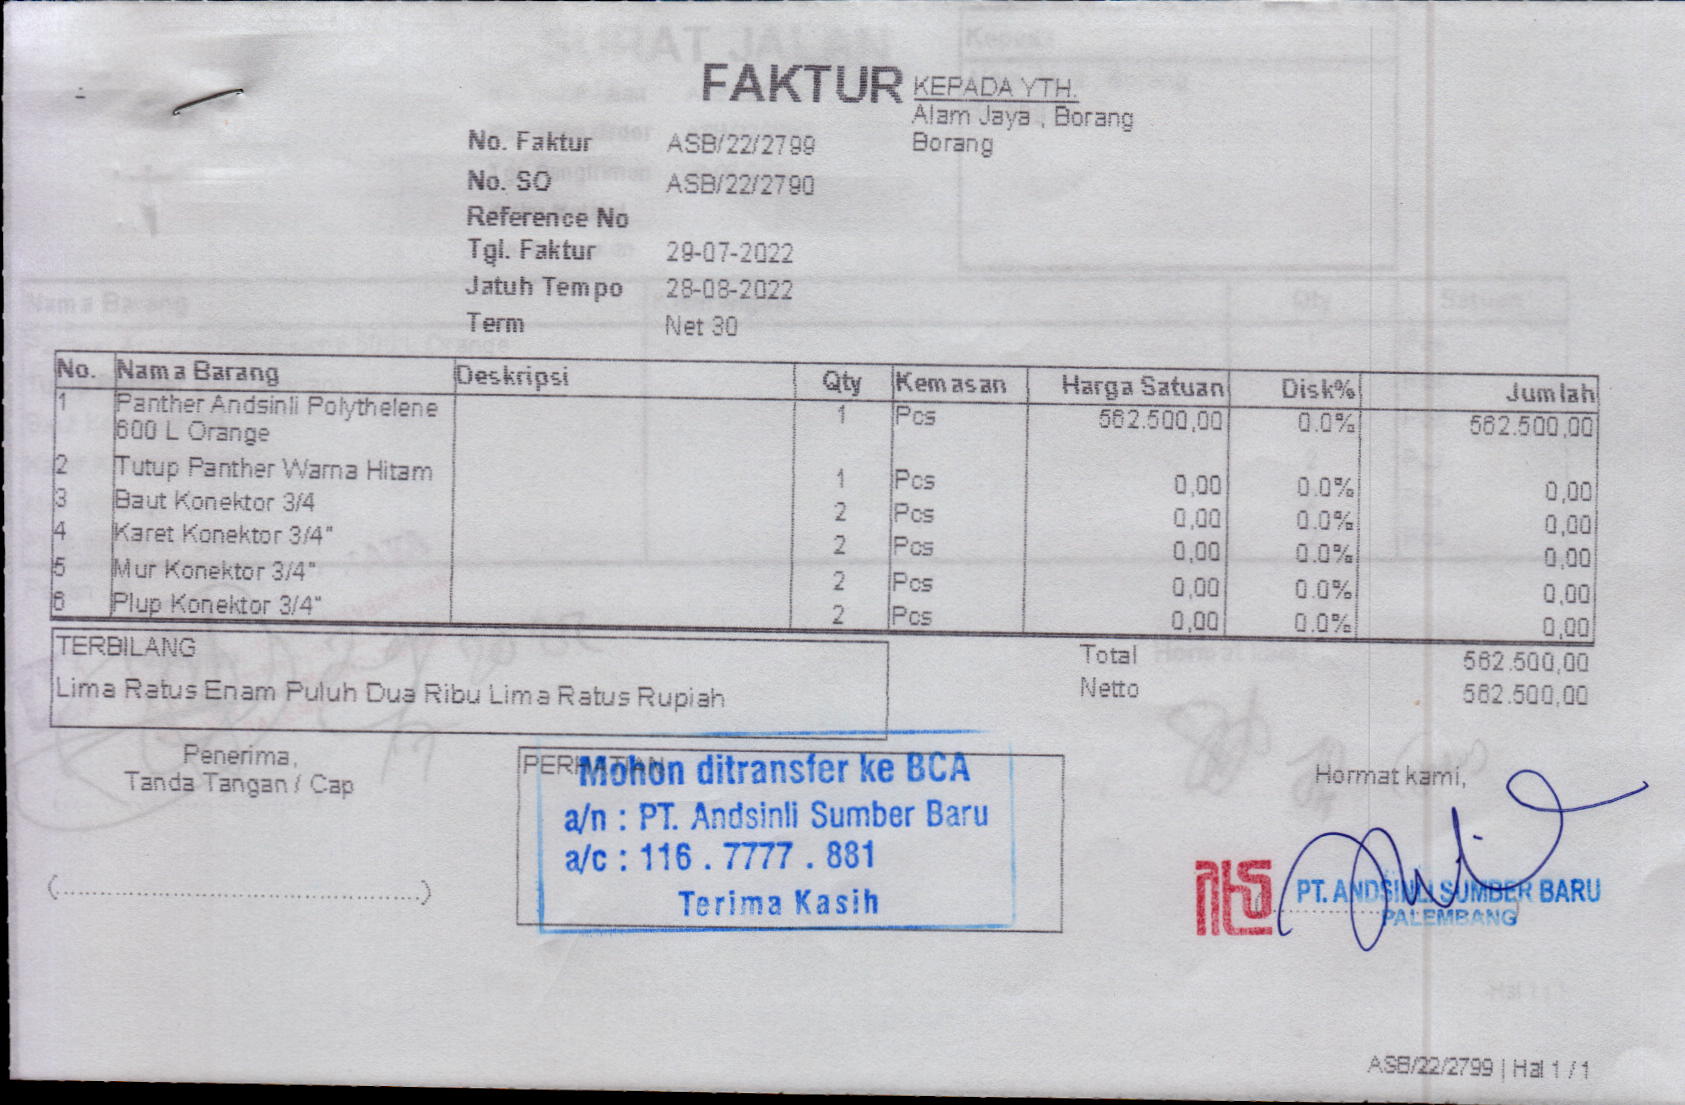 FAKTUR
KEPADA YTH.
Alam Jaya , Borang
Borang
No. Faktur ASB/22/2799
No. SO ASB/22/2790
Reference No
Tgl. Faktur 29-07-2022
Jatuh Tempo 28-08-2022
Term Net 30
No. Nama Barang Deskripsi Qty Kemasan Harga Satuan Disk% Jumlah
1 Panther Andsinli Polythelene 1 Pcs 562.500,00 0.0% 562.500,00
600 L Orange
2 Tutup Panther Warna Hitam 1 Pcs 0,00 0.0% 0,00
3 Baut Konektor 3/4 2 Pcs 0,00 0.0% 0,00
4 Karet Konektor 3/4" 2 Pcs 0,00 0.0% 0,00
5 Mur Konektor 3/4" 2 Pcs 0,00 0.0% 0,00
6 Plup Konektor 3/4" 2 Pcs 0,00 0.0% 0,00
TERBILANG
Lima Ratus Enam Puluh Dua Ribu Lima Ratus Rupiah
Total 562.500,00
Netto 562.500,00
Penerima,
Tanda Tangan / Cap
(..............................................)
PERHATIAN
Mohon ditransfer ke BCA
a/n : PT. Andsinli Sumber Baru
a/c : 116 . 7777 . 881
Terima Kasih
Hormat kami,
PT. ANDSINLI SUMBER BARU
PALEMBANG
ASB/22/2799 | Hal 1 / 1